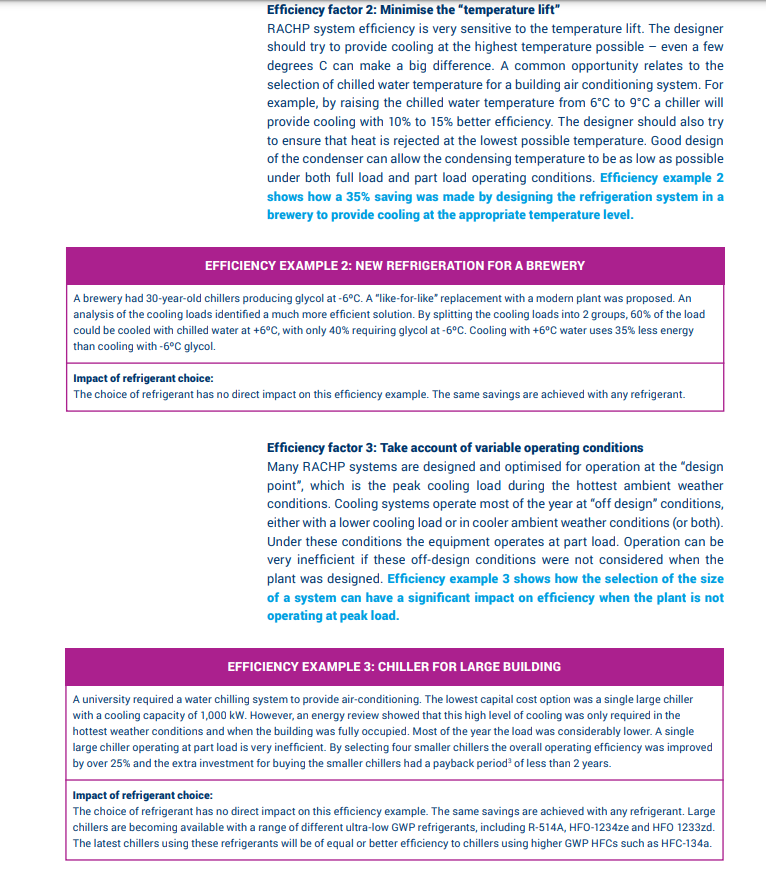 Efficiency factor 2: Minimise the “temperature lift”
RACHP system efficiency is very sensitive to the temperature lift. The designer
should try to provide cooling at the highest temperature possible – even a few
degrees C can make a big difference. A common opportunity relates to the
selection of chilled water temperature for a building air conditioning system. For
example, by raising the chilled water temperature from 6°C to 9°C a chiller will
provide cooling with 10% to 15% better efficiency. The designer should also try
to ensure that heat is rejected at the lowest possible temperature. Good design
of the condenser can allow the condensing temperature to be as low as possible
under both full load and part load operating conditions. Efficiency example 2
shows how a 35% saving was made by designing the refrigeration system in a
brewery to provide cooling at the appropriate temperature level.
EFFICIENCY EXAMPLE 2: NEW REFRIGERATION FOR A BREWERY
A brewery had 30-year-old chillers producing glycol at -6ºC. A “like-for-like” replacement with a modern plant was proposed. An
analysis of the cooling loads identified a much more efficient solution. By splitting the cooling loads into 2 groups, 60% of the load
could be cooled with chilled water at +6ºC, with only 40% requiring glycol at -6ºC. Cooling with +6ºC water uses 35% less energy
than cooling with -6ºC glycol.
Impact of refrigerant choice:
The choice of refrigerant has no direct impact on this efficiency example. The same savings are achieved with any refrigerant.
Efficiency factor 3: Take account of variable operating conditions
Many RACHP systems are designed and optimised for operation at the “design
point”, which is the peak cooling load during the hottest ambient weather
conditions. Cooling systems operate most of the year at “off design” conditions,
either with a lower cooling load or in cooler ambient weather conditions (or both).
Under these conditions the equipment operates at part load. Operation can be
very inefficient if these off-design conditions were not considered when the
plant was designed. Efficiency example 3 shows how the selection of the size
of a system can have a significant impact on efficiency when the plant is not
operating at peak load.
EFFICIENCY EXAMPLE 3: CHILLER FOR LARGE BUILDING
A university required a water chilling system to provide air-conditioning. The lowest capital cost option was a single large chiller
with a cooling capacity of 1,000 kW. However, an energy review showed that this high level of cooling was only required in the
hottest weather conditions and when the building was fully occupied. Most of the year the load was considerably lower. A single
large chiller operating at part load is very inefficient. By selecting four smaller chillers the overall operating efficiency was improved
by over 25% and the extra investment for buying the smaller chillers had a payback period³ of less than 2 years.
Impact of refrigerant choice:
The choice of refrigerant has no direct impact on this efficiency example. The same savings are achieved with any refrigerant. Large
chillers are becoming available with a range of different ultra-low GWP refrigerants, including R-514A, HFO-1234ze and HFO 1233zd.
The latest chillers using these refrigerants will be of equal or better efficiency to chillers using higher GWP HFCs such as HFC-134a.